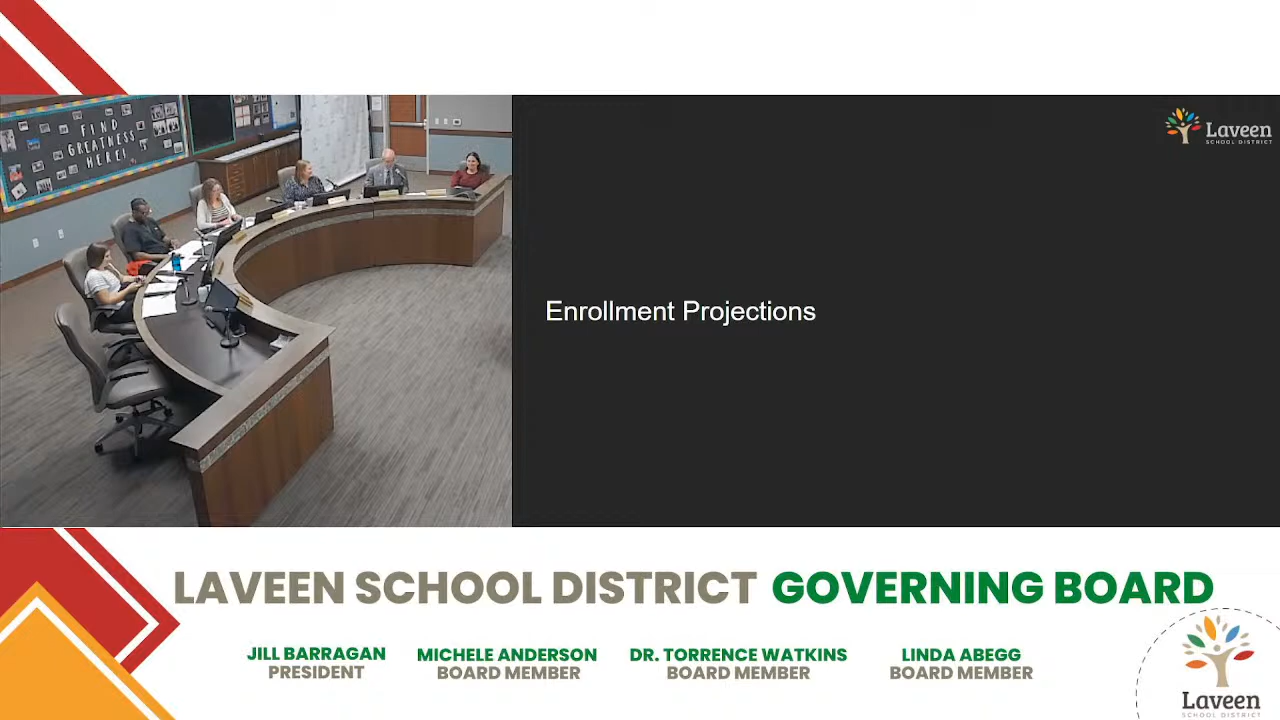 FIND
GREATNESS
HERE!
Laveen
SCHOOL DISTRICT
Enrollment Projections
LAVEEN SCHOOL DISTRICT GOVERNING BOARD
JILL BARRAGAN
PRESIDENT
MICHELE ANDERSON
BOARD MEMBER
DR. TORRENCE WATKINS
BOARD MEMBER
LINDA ABEGG
BOARD MEMBER
Laveen
SCHOOL DISTRICT